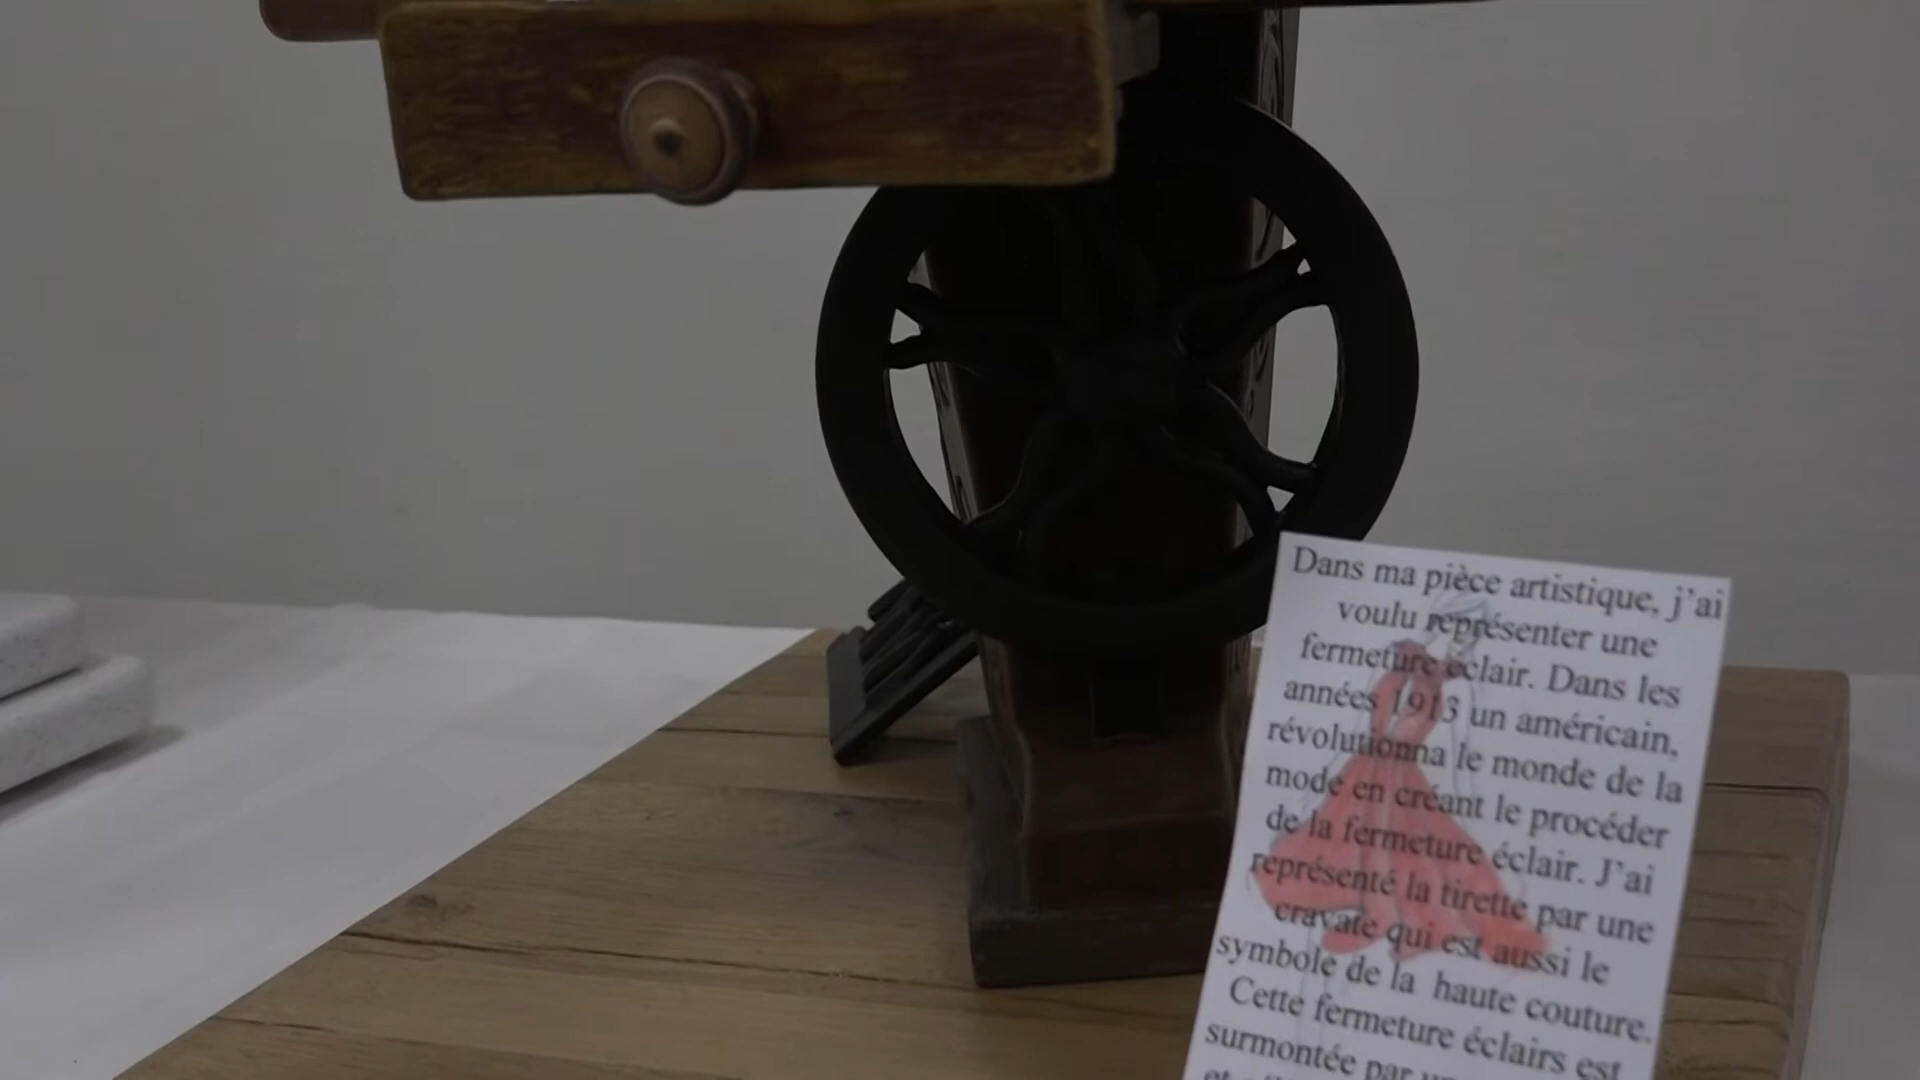 Dans ma pièce artistique, j'ai
voulu représenter une
fermeture éclair. Dans les
années 1913 un américain,
révolutionna le monde de la
mode en créant le procéder
de la fermeture éclair. J'ai
représenté la tirette par une
cravate qui est aussi le
symbole de la haute couture.
Cette fermeture éclairs est
surmontée par
et